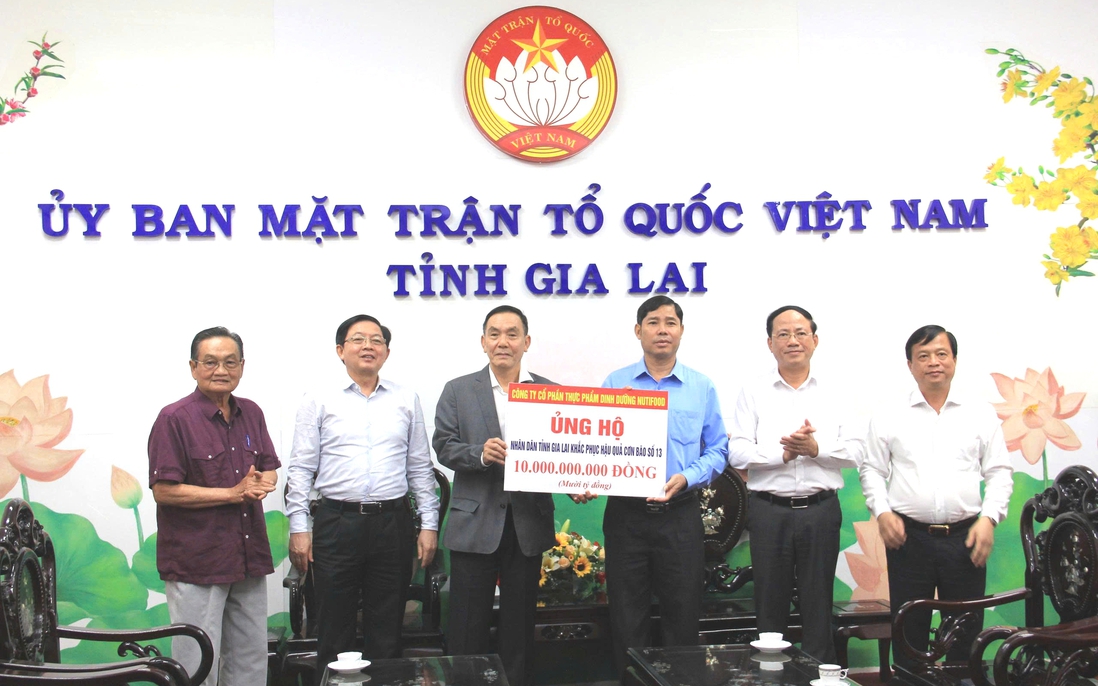 MẶT TRẬN TỔ QUỐC
VIỆT NAM
ỦY BAN MẶT TRẬN TỔ QUỐC VIỆT NAM
TỈNH GIA LAI
CÔNG TY CỔ PHẦN THỰC PHẨM DINH DƯỠNG NUTIFOOD
ỦNG HỘ
NHÂN DÂN TỈNH GIA LAI KHẮC PHỤC HẬU QUẢ CƠN BÃO SỐ 13
10.000.000.000 ĐỒNG
(Mười tỷ đồng)